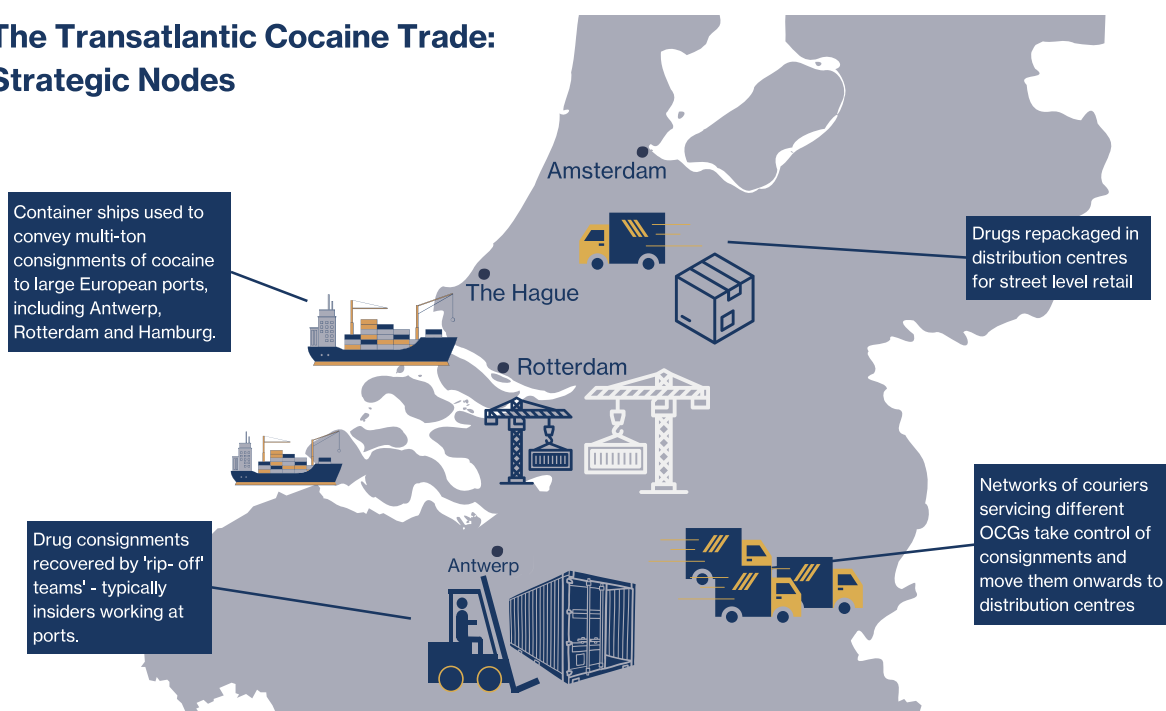 The Transatlantic Cocaine Trade:
Strategic Nodes
Amsterdam
Container ships used to
convey multi-ton
consignments of cocaine
to large European ports,
including Antwerp,
Rotterdam and Hamburg.
Drugs repackaged in
distribution centres
for street level retail
The Hague
Rotterdam
Networks of couriers
servicing different
OCGs take control of
consignments and
move them onwards to
distribution centres
Drug consignments
recovered by 'rip- off'
teams' - typically
insiders working at
ports.
Antwerp